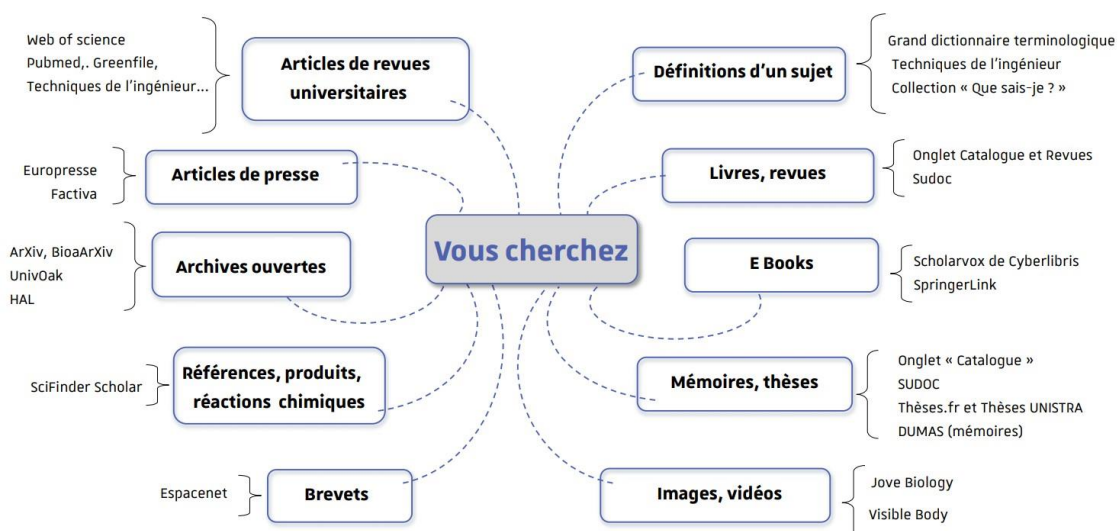 Vous cherchez
Articles de revues
universitaires
Web of science
Pubmed,. Greenfile,
Techniques de l'ingénieur...
Articles de presse
Europresse
Factiva
Archives ouvertes
ArXiv, BioaArXiv
UnivOak
HAL
Références, produits,
réactions chimiques
SciFinder Scholar
Brevets
Espacenet
Définitions d'un sujet
Grand dictionnaire terminologique
Techniques de l'ingénieur
Collection « Que sais-je ? »
Livres, revues
Onglet Catalogue et Revues
Sudoc
E Books
Scholarvox de Cyberlibris
SpringerLink
Mémoires, thèses
Onglet « Catalogue »
SUDOC
Thèses.fr et Thèses UNISTRA
DUMAS (mémoires)
Images, vidéos
Jove Biology
Visible Body